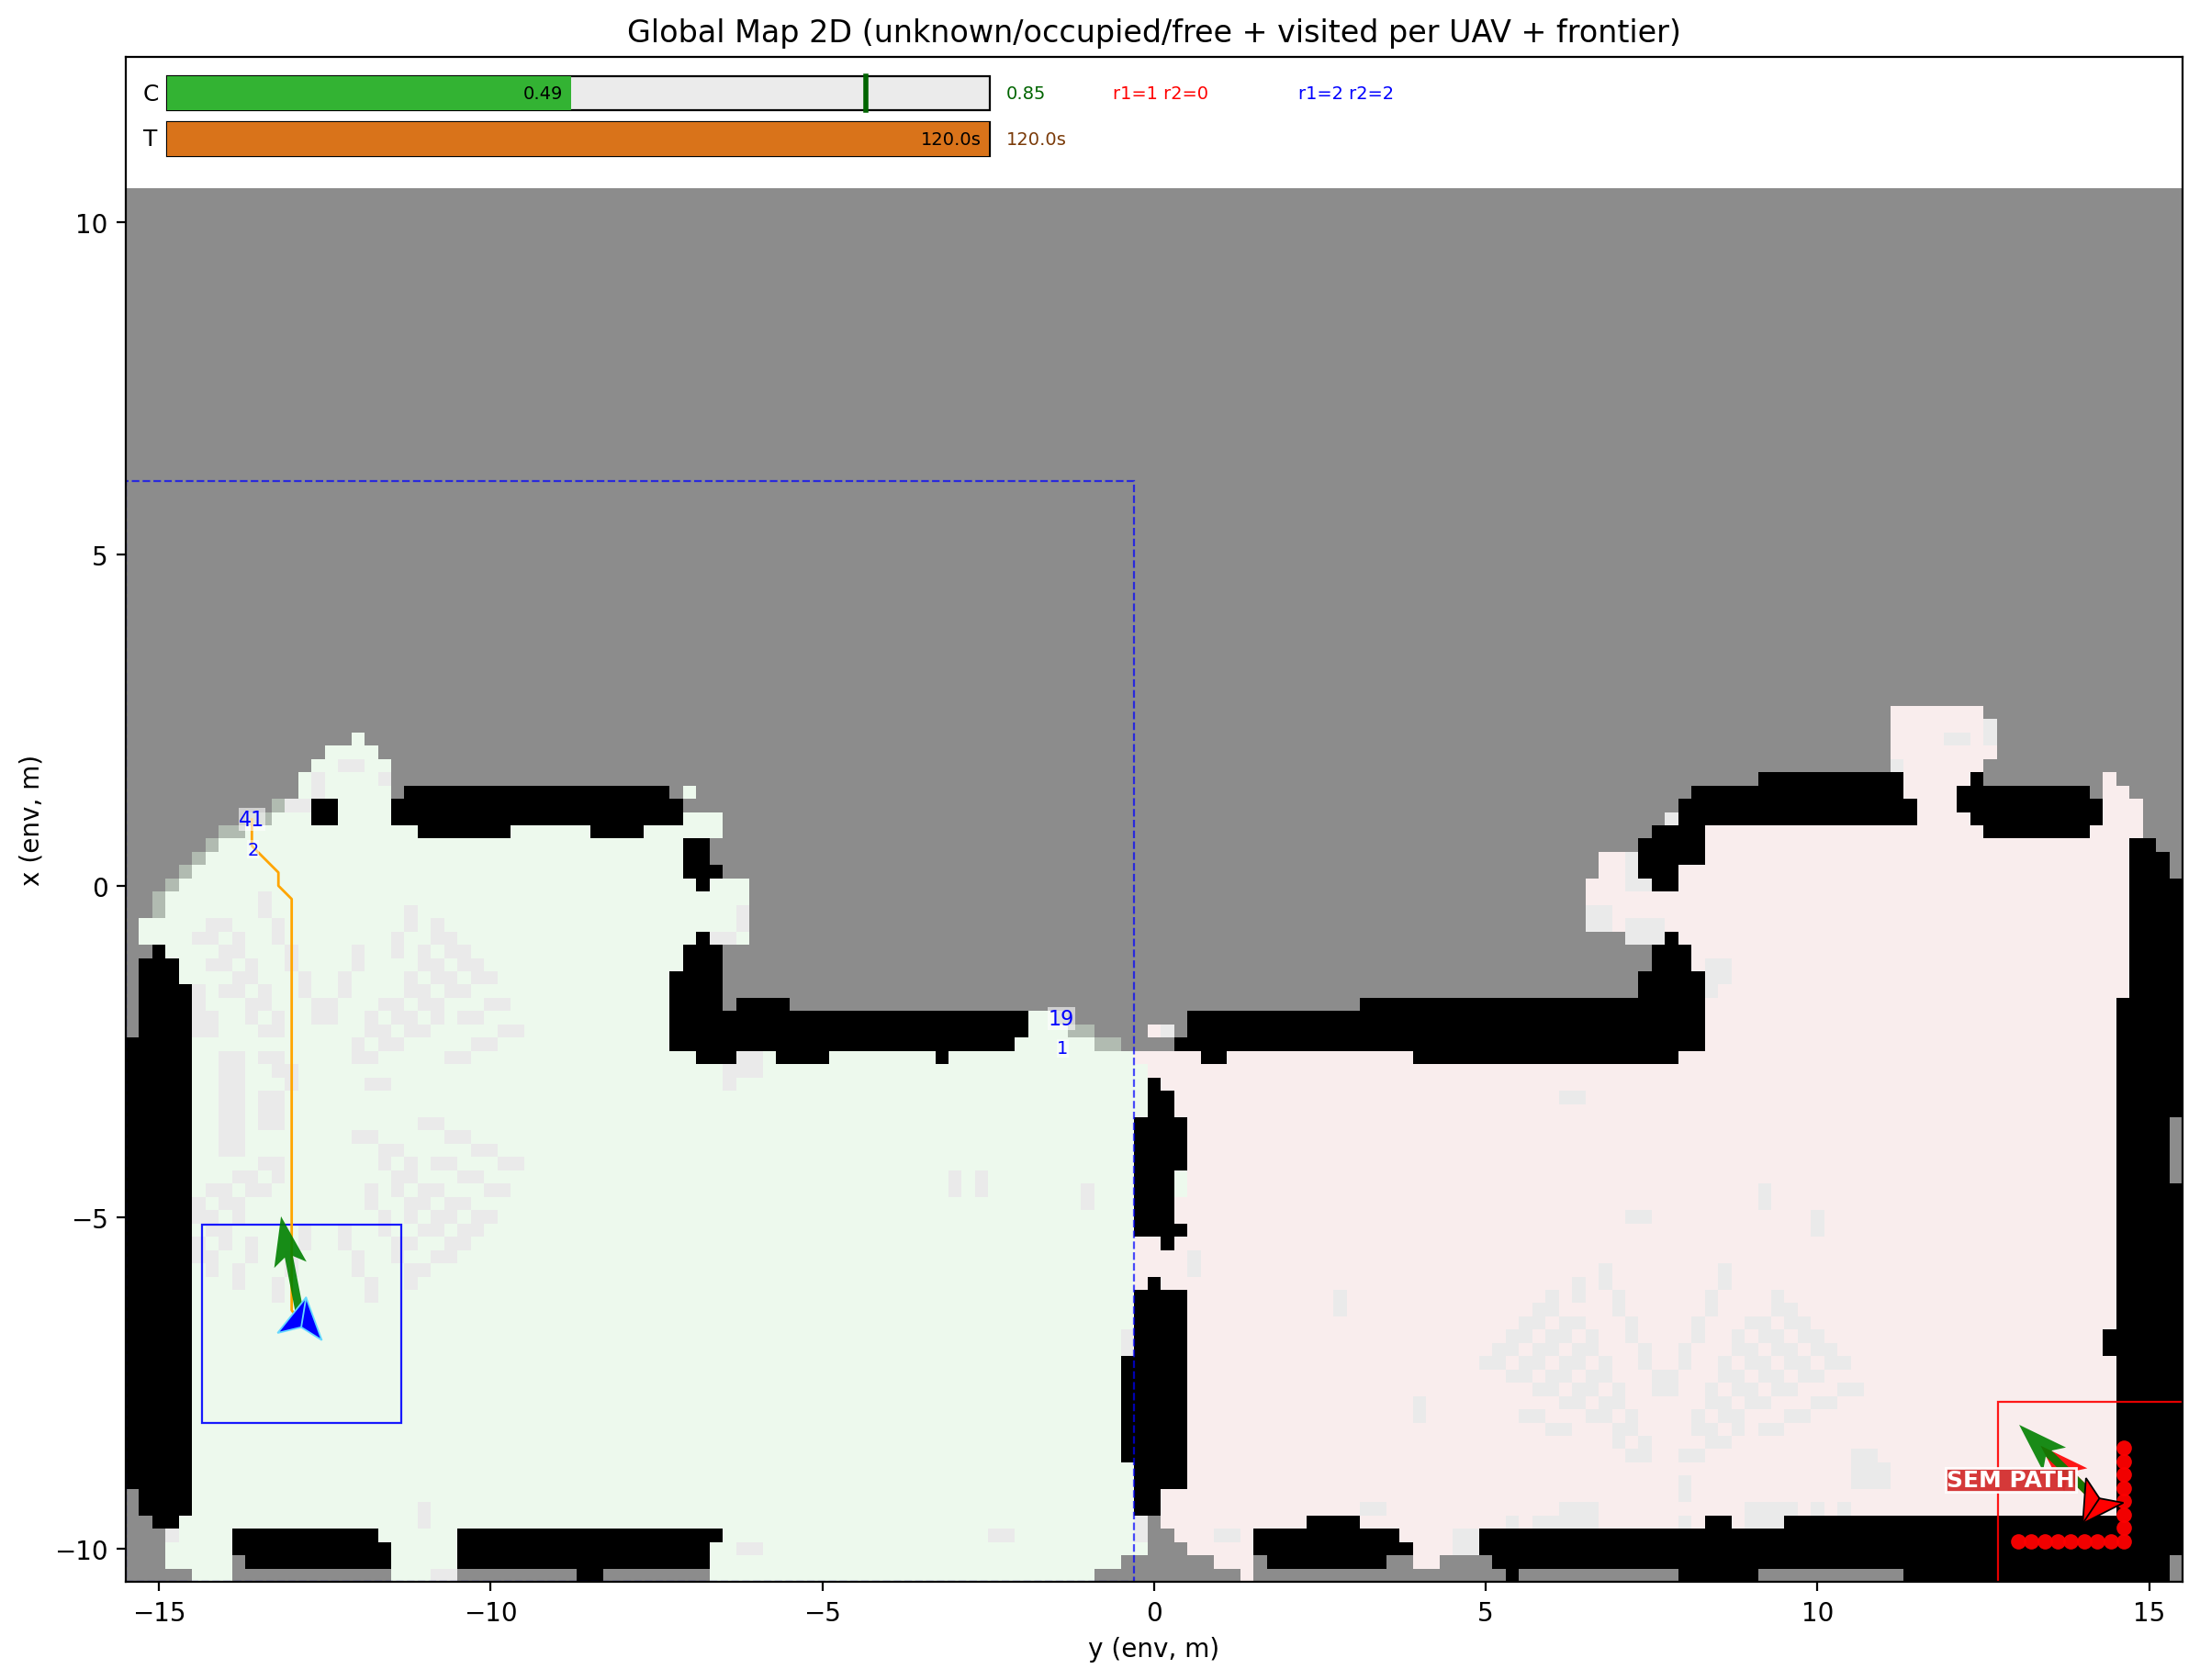 Global Map 2D (unknown/occupied/free + visited per UAV + frontier)
C 0.49 0.85 r1=1 r2=0 r1=2 r2=2
T 120.0s 120.0s
10
5
0
−5
−10
x (env, m)
41
2
19
1
SEM PATH
−15 −10 −5 0 5 10 15
y (env, m)